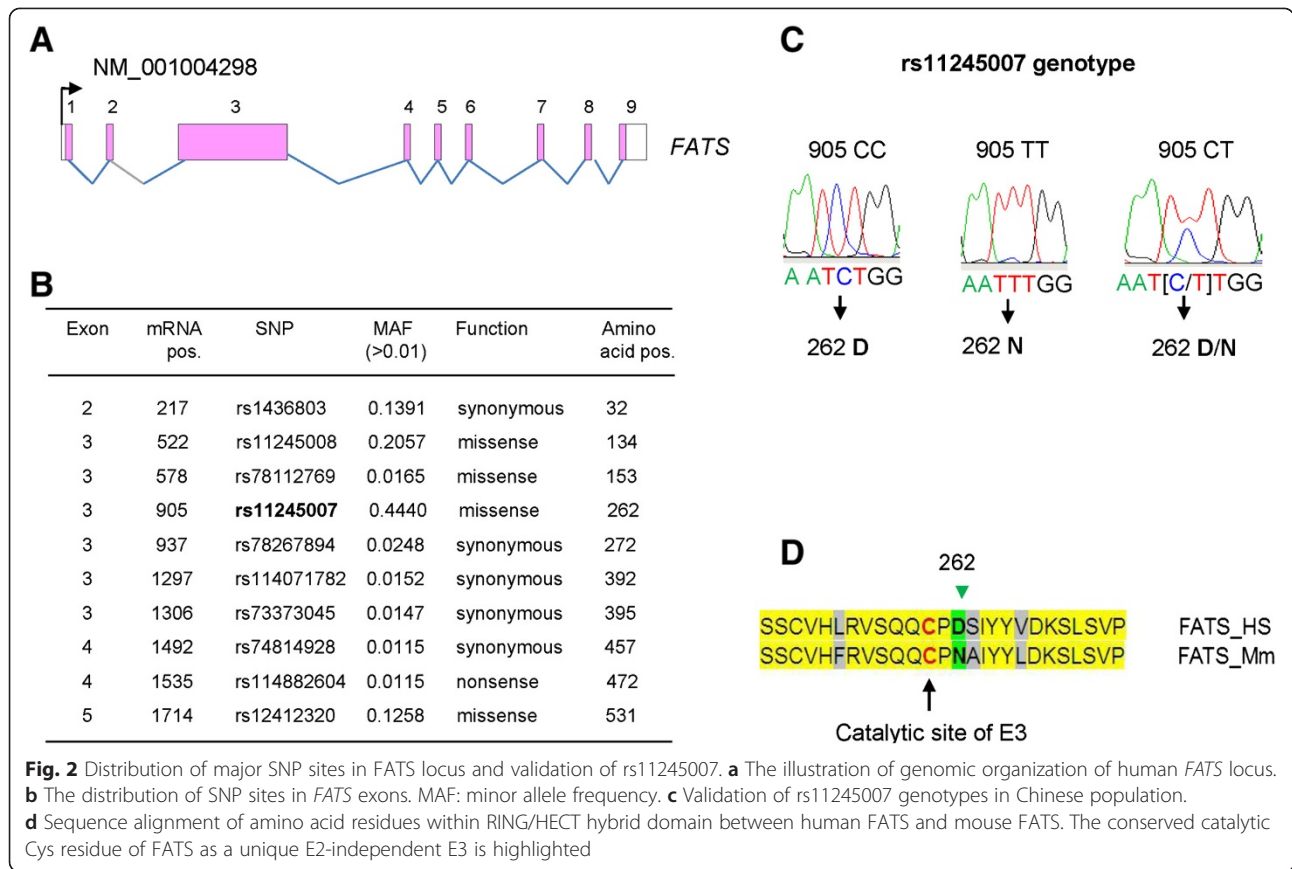 A
NM_001004298
1 2 3 4 5 6 7 8 9
FATS
B
Exon mRNA pos. SNP MAF (>0.01) Function Amino acid pos.
2 217 rs1436803 0.1391 synonymous 32
3 522 rs11245008 0.2057 missense 134
3 578 rs78112769 0.0165 missense 153
3 905 rs11245007 0.4440 missense 262
3 937 rs78267894 0.0248 synonymous 272
3 1297 rs114071782 0.0152 synonymous 392
3 1306 rs73373045 0.0147 synonymous 395
4 1492 rs74814928 0.0115 synonymous 457
4 1535 rs114882604 0.0115 nonsense 472
5 1714 rs12412320 0.1258 missense 531
C
rs11245007 genotype
905 CC 905 TT 905 CT
A ATCTGG AATTTGG AAT[C/T]TGG
262 D 262 N 262 D/N
D
262
SSCVHLRVSQQCPDSIYYVDKSLSVP FATS_HS
SSCVHFRVSQQCPNAIYYLDKSLSVP FATS_Mm
Catalytic site of E3
Fig. 2 Distribution of major SNP sites in FATS locus and validation of rs11245007. a The illustration of genomic organization of human FATS locus.
b The distribution of SNP sites in FATS exons. MAF: minor allele frequency. c Validation of rs11245007 genotypes in Chinese population.
d Sequence alignment of amino acid residues within RING/HECT hybrid domain between human FATS and mouse FATS. The conserved catalytic
Cys residue of FATS as a unique E2-independent E3 is highlighted